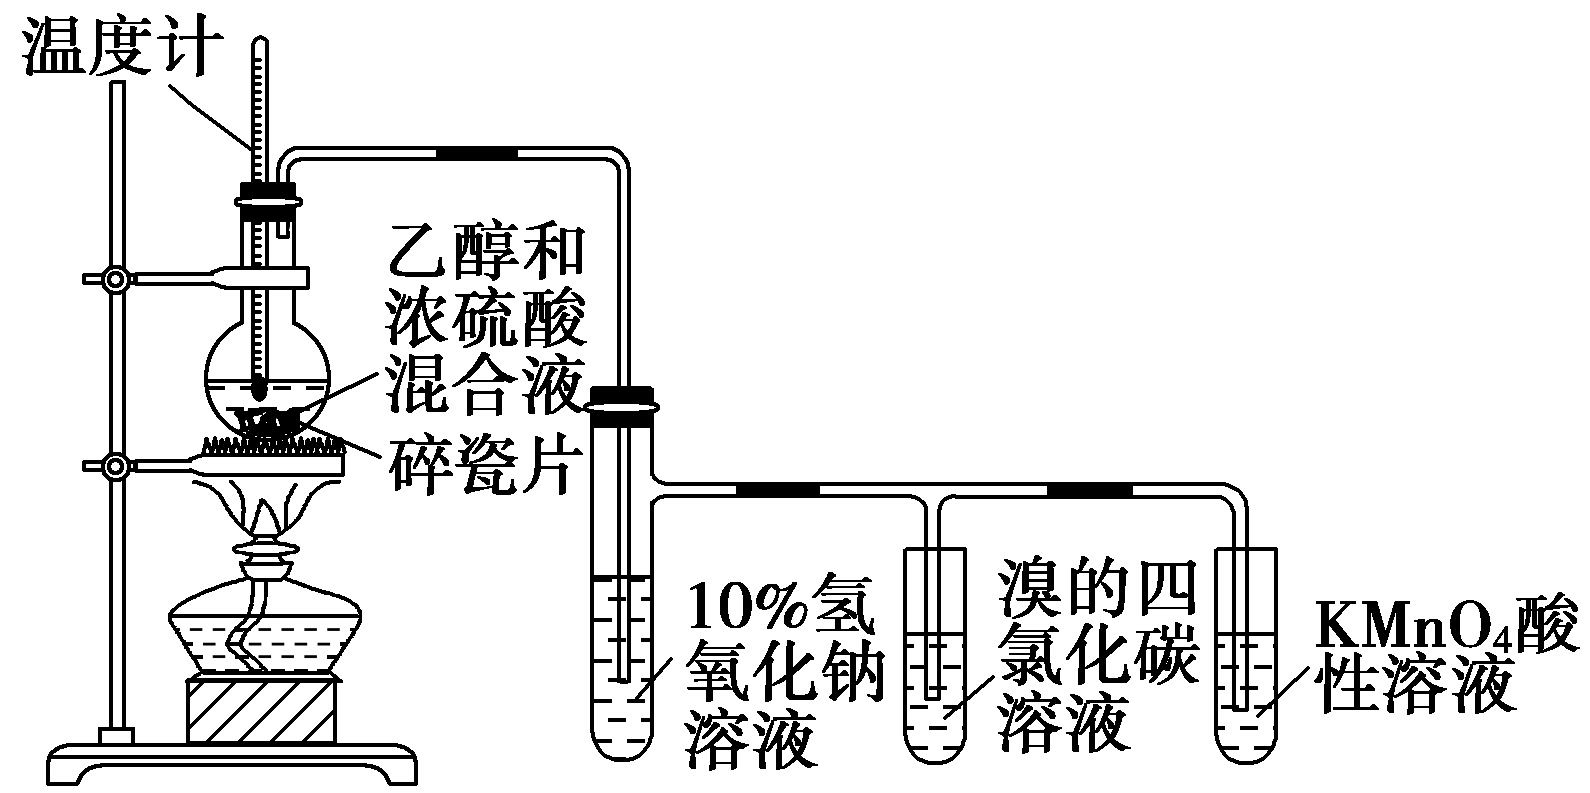 温度计
乙醇和
浓硫酸
混合液
碎瓷片
10%氢
氧化钠
溶液
溴的四
氯化碳
溶液
KMnO₄酸
性溶液